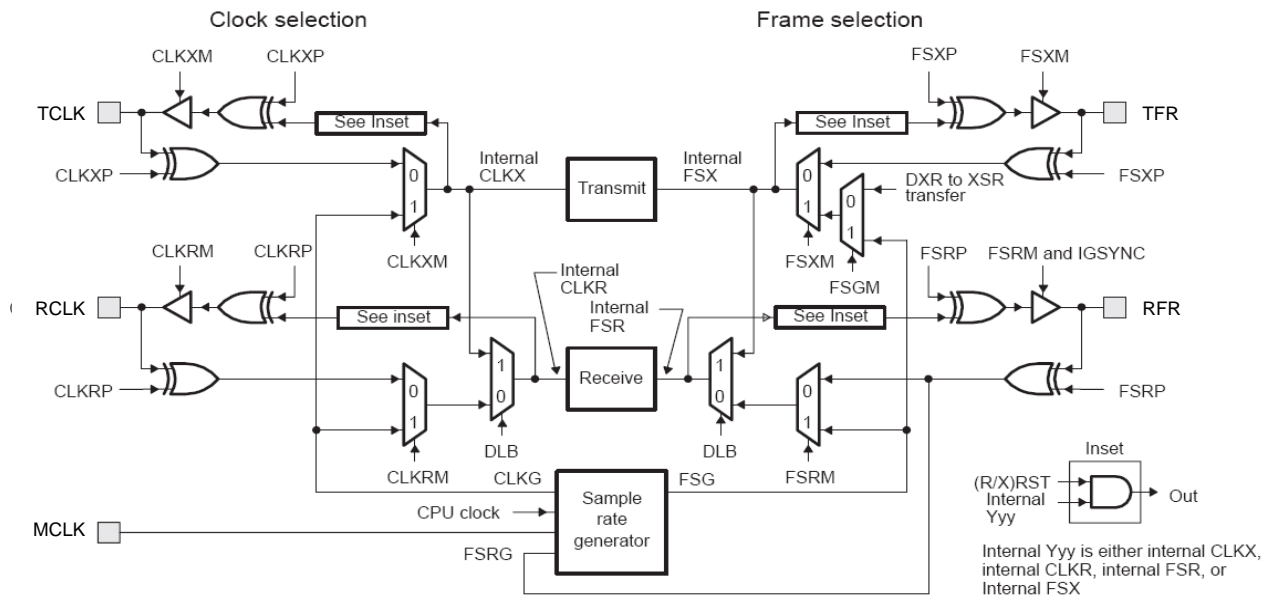 Clock selection
Frame selection
CLKXM
CLKXP
FSXP
FSXM
TCLK
See Inset
See Inset
TFR
CLKXP
0
1
Internal
CLKX
Transmit
Internal
FSX
0
1
0
1
DXR to XSR
transfer
FSXP
CLKXM
FSXM
FSGM
CLKRM
CLKRP
Internal
CLKR
Internal
FSR
FSRP
FSRM and IGSYNC
RCLK
See inset
See Inset
RFR
CLKRP
0
1
1
0
Receive
1
0
0
1
FSRP
DLB
DLB
CLKRM
CLKG
FSG
FSRM
Inset
CPU clock
Sample
rate
generator
(R/X)RST
Internal
Yyy
Out
MCLK
FSRG
Internal Yyy is either internal CLKX,
internal CLKR, internal FSR, or
Internal FSX